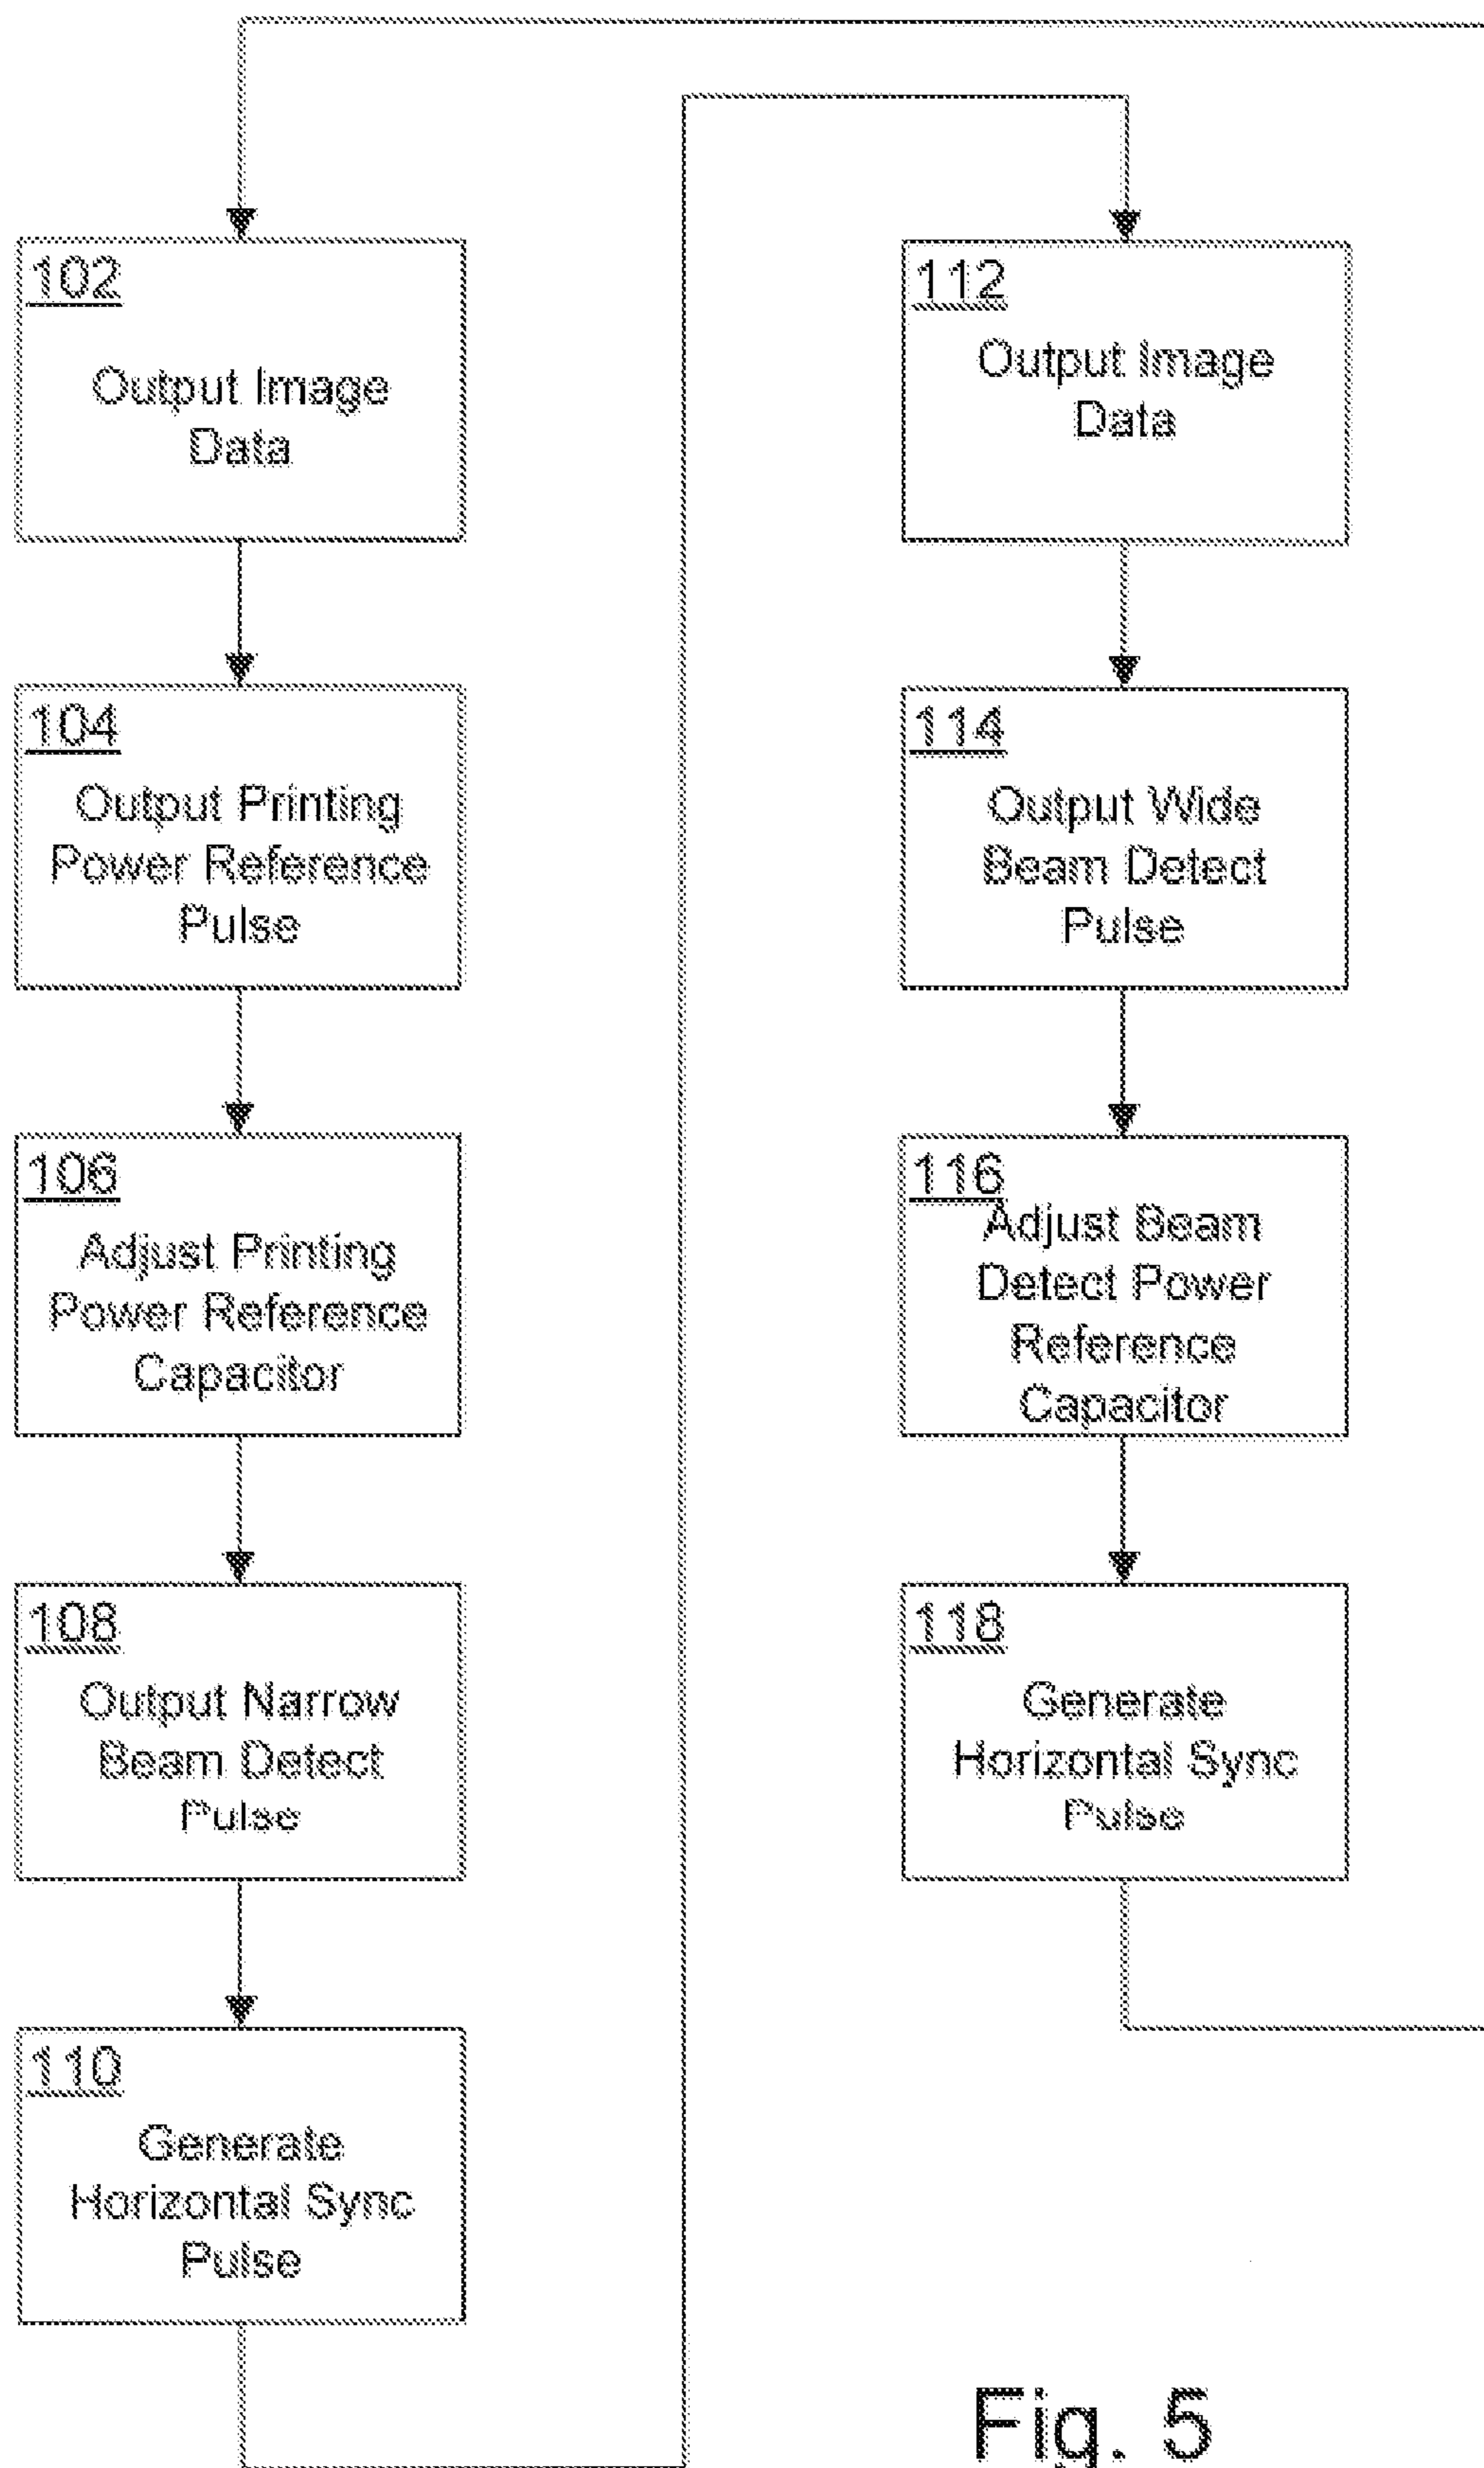 102
Output Image
Data
104
Output Printing
Power Reference
Pulse
106
Adjust Printing
Power Reference
Capacitor
108
Output Narrow
Beam Detect
Pulse
110
Generate
Horizontal Sync
Pulse
112
Output Image
Data
114
Output Wide
Beam Detect
Pulse
116
Adjust Beam
Detect Power
Reference
Capacitor
118
Generate
Horizontal Sync
Pulse
Fig. 5